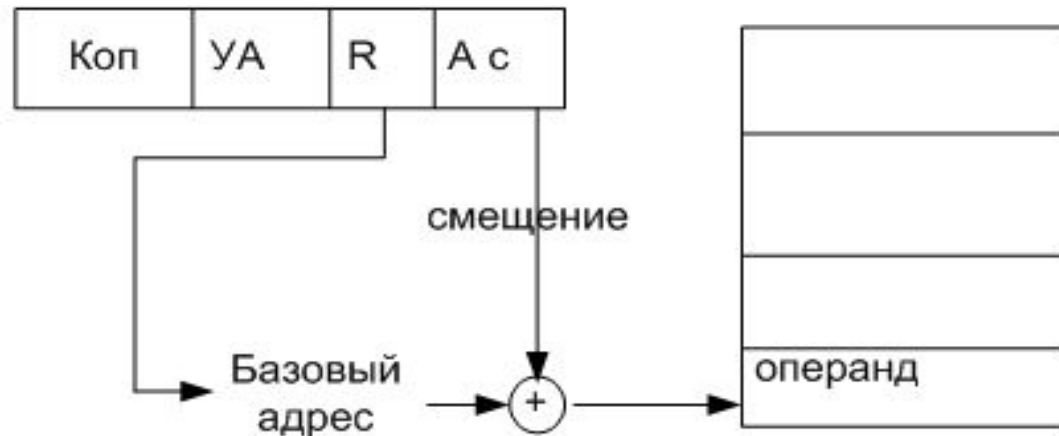 Коп УА R А с
смещение
Базовый
адрес
+
операнд